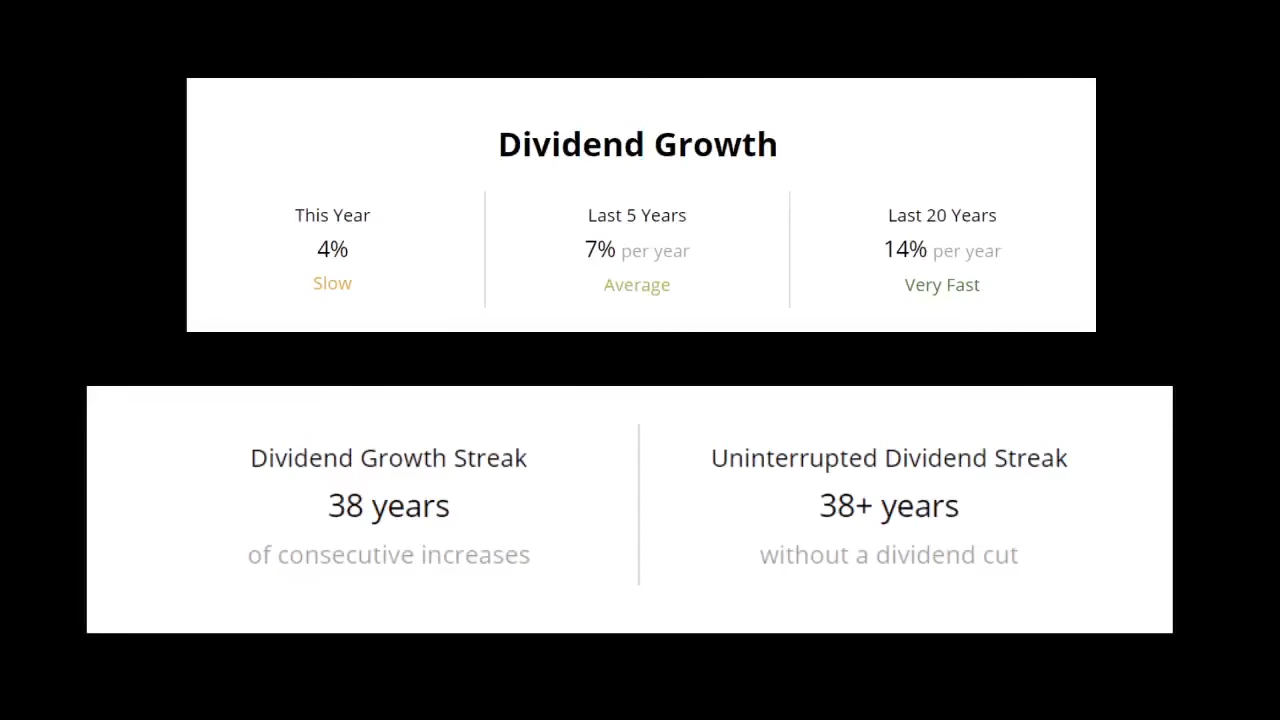 Dividend Growth
This Year
4%
Slow
Last 5 Years
7% per year
Average
Last 20 Years
14% per year
Very Fast
Dividend Growth Streak
38 years
of consecutive increases
Uninterrupted Dividend Streak
38+ years
without a dividend cut